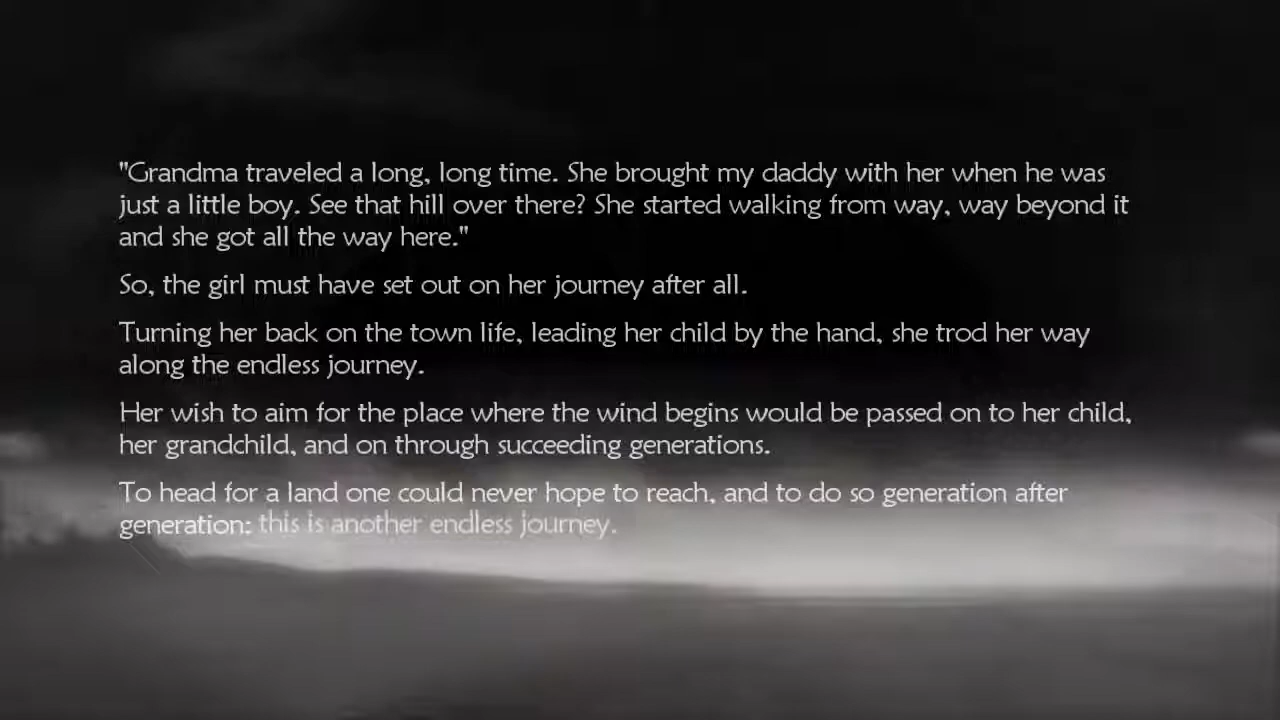 "Grandma traveled a long, long time. She brought my daddy with her when he was
just a little boy. See that hill over there? She started walking from way, way beyond it
and she got all the way here."
So, the girl must have set out on her journey after all.
Turning her back on the town life, leading her child by the hand, she trod her way
along the endless journey.
Her wish to aim for the place where the wind begins would be passed on to her child,
her grandchild, and on through succeeding generations.
To head for a land one could never hope to reach, and to do so generation after
generation: this is another endless journey.